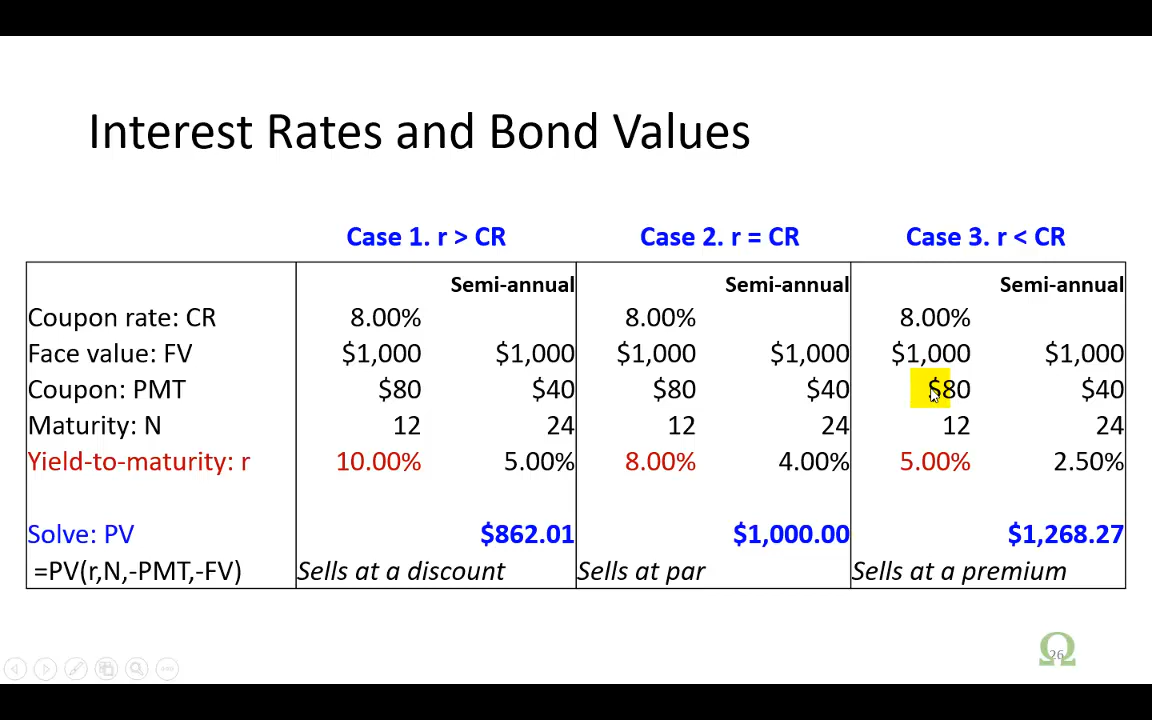 Interest Rates and Bond Values
Case 1. r > CR Case 2. r = CR Case 3. r < CR
Semi-annual Semi-annual Semi-annual
Coupon rate: CR 8.00% 8.00% 8.00%
Face value: FV $1,000 $1,000 $1,000 $1,000 $1,000 $1,000
Coupon: PMT $80 $40 $80 $40 $80 $40
Maturity: N 12 24 12 24 12 24
Yield-to-maturity: r 10.00% 5.00% 8.00% 4.00% 5.00% 2.50%
Solve: PV $862.01 $1,000.00 $1,268.27
=PV(r,N,-PMT,-FV) Sells at a discount Sells at par Sells at a premium
26